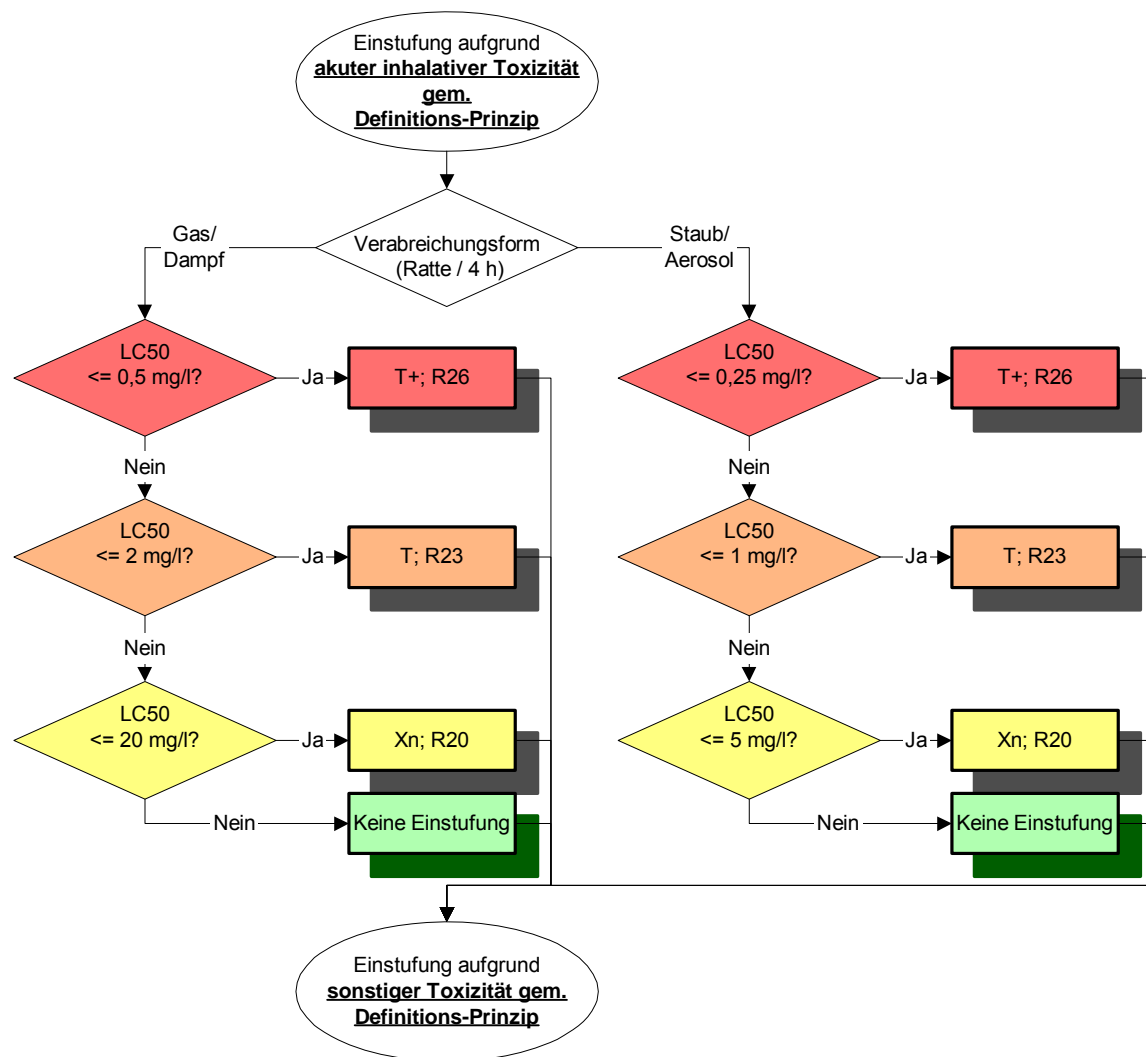 Einstufung aufgrund
akuter inhalativer Toxizität
gem.
Definitions-Prinzip
Gas/
Dampf
Verabreichungsform
(Ratte / 4 h)
Staub/
Aerosol
LC50
<= 0,5 mg/l?
Ja
T+; R26
LC50
<= 0,25 mg/l?
Ja
T+; R26
Nein
Nein
LC50
<= 2 mg/l?
Ja
T; R23
LC50
<= 1 mg/l?
Ja
T; R23
Nein
Nein
LC50
<= 20 mg/l?
Ja
Xn; R20
LC50
<= 5 mg/l?
Ja
Xn; R20
Nein
Keine Einstufung
Nein
Keine Einstufung
Einstufung aufgrund
sonstiger Toxizität gem.
Definitions-Prinzip